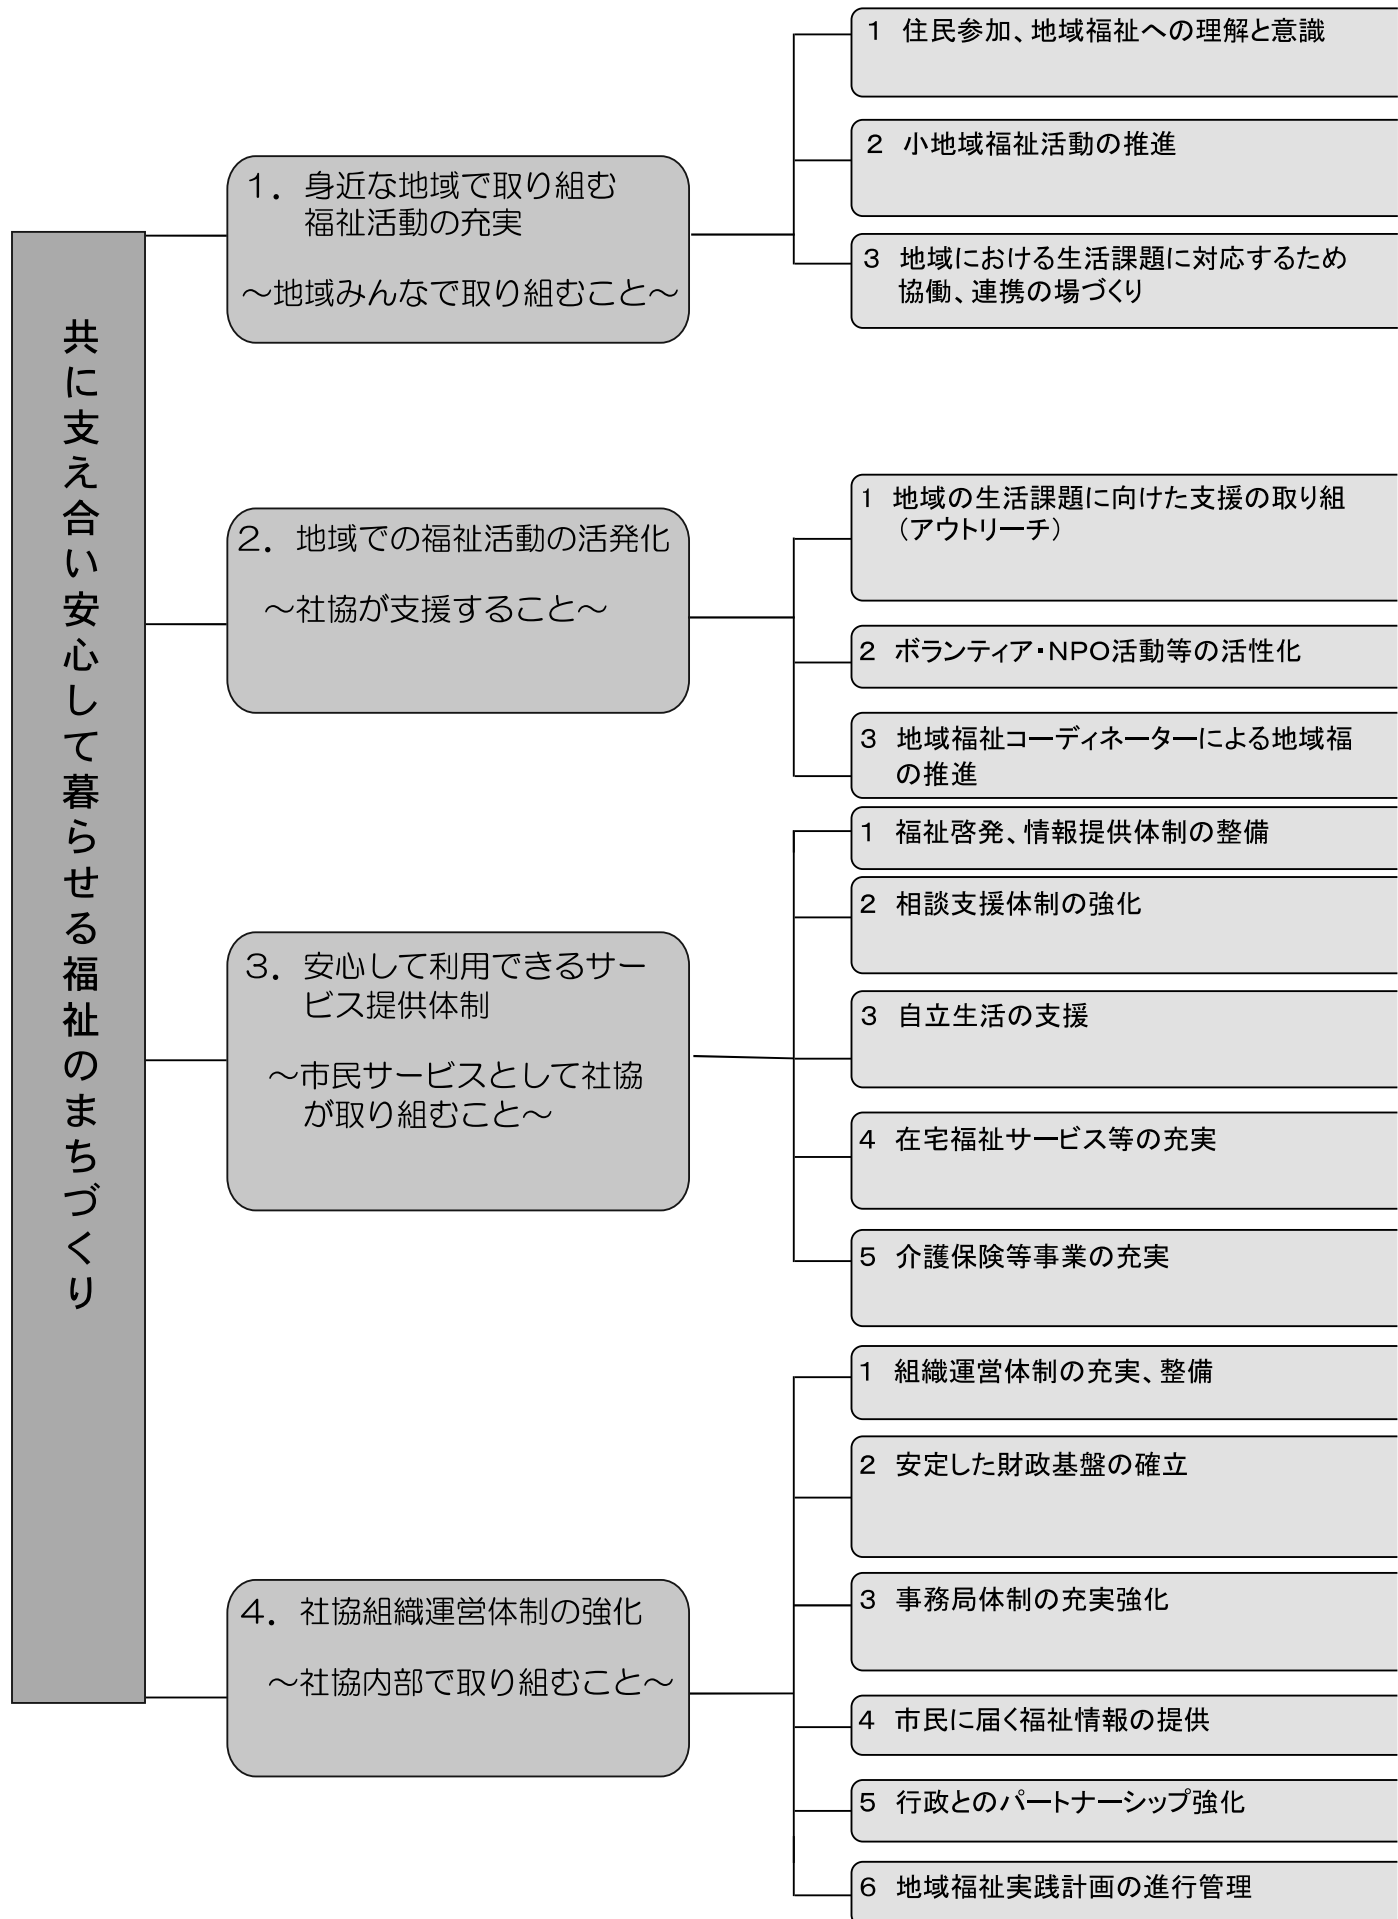 共に支え合い安心して暮らせる福祉のまちづくり
1．身近な地域で取り組む
福祉活動の充実
～地域みんなで取り組むこと～
1 住民参加、地域福祉への理解と意識
2 小地域福祉活動の推進
3 地域における生活課題に対応するため
協働、連携の場づくり
2．地域での福祉活動の活発化
～社協が支援すること～
1 地域の生活課題に向けた支援の取り組
（アウトリーチ）
2 ボランティア・NPO活動等の活性化
3 地域福祉コーディネーターによる地域福
の推進
3．安心して利用できるサー
ビス提供体制
～市民サービスとして社協
が取り組むこと～
1 福祉啓発、情報提供体制の整備
2 相談支援体制の強化
3 自立生活の支援
4 在宅福祉サービス等の充実
5 介護保険等事業の充実
4．社協組織運営体制の強化
～社協内部で取り組むこと～
1 組織運営体制の充実、整備
2 安定した財政基盤の確立
3 事務局体制の充実強化
4 市民に届く福祉情報の提供
5 行政とのパートナーシップ強化
6 地域福祉実践計画の進行管理